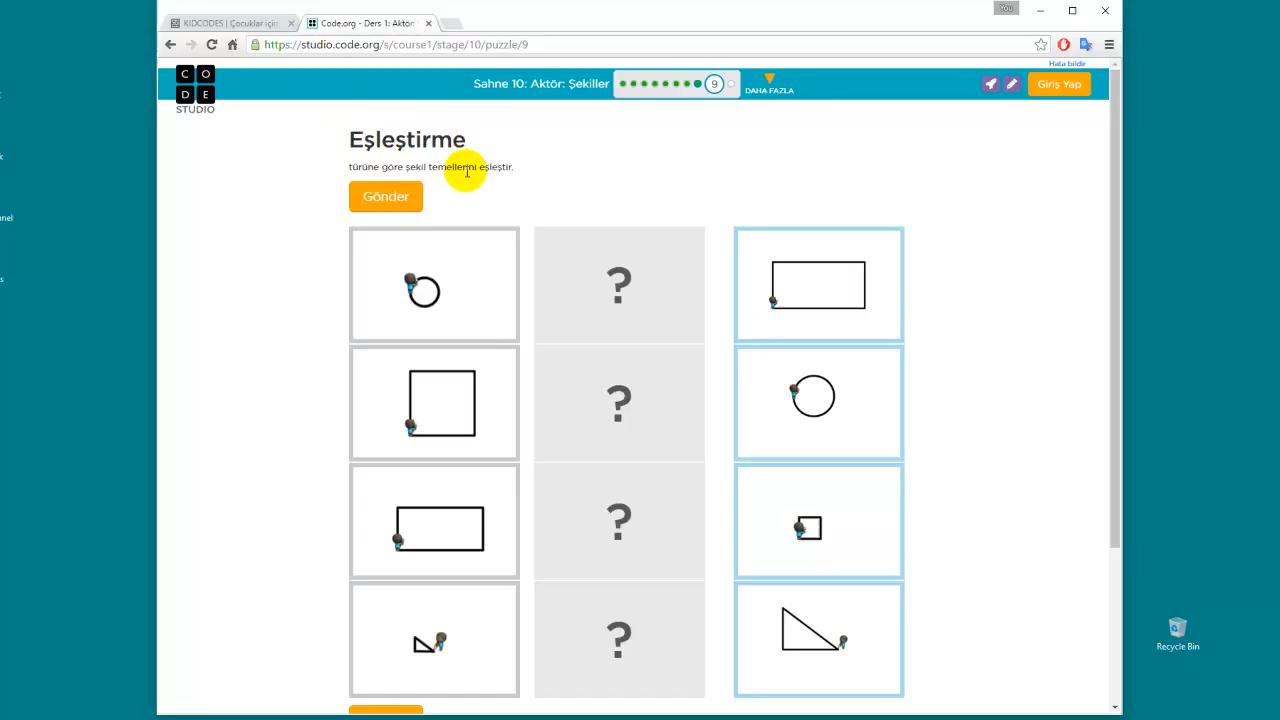 You
KIDCODES | Çocuklar için
Code.org - Ders 1: Aktör:
https://studio.code.org/s/course1/stage/10/puzzle/9
Hata bildir
C O
D E
STUDIO
Sahne 10: Aktör: Şekiller
9
DAHA FAZLA
Giriş Yap
Eşleştirme
türüne göre şekil temellerini eşleştir.
Gönder
?
?
?
?
k
nnel
s
Recycle Bin